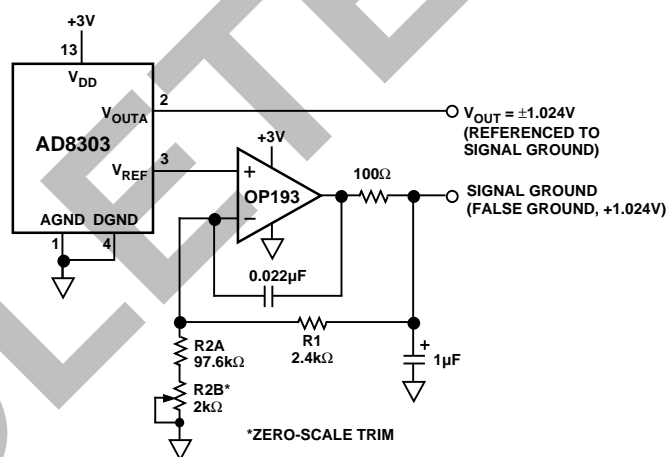 +3V
13
VDD
VOUTA
2
AD8303
VREF
3
AGND DGND
1
4
+3V
+
OP193
–
100Ω
0.022µF
VOUT = ±1.024V
(REFERENCED TO
SIGNAL GROUND)
SIGNAL GROUND
(FALSE GROUND, +1.024V)
R2A
97.6kΩ
R1
2.4kΩ
+
1µF
R2B*
2kΩ
*ZERO-SCALE TRIM